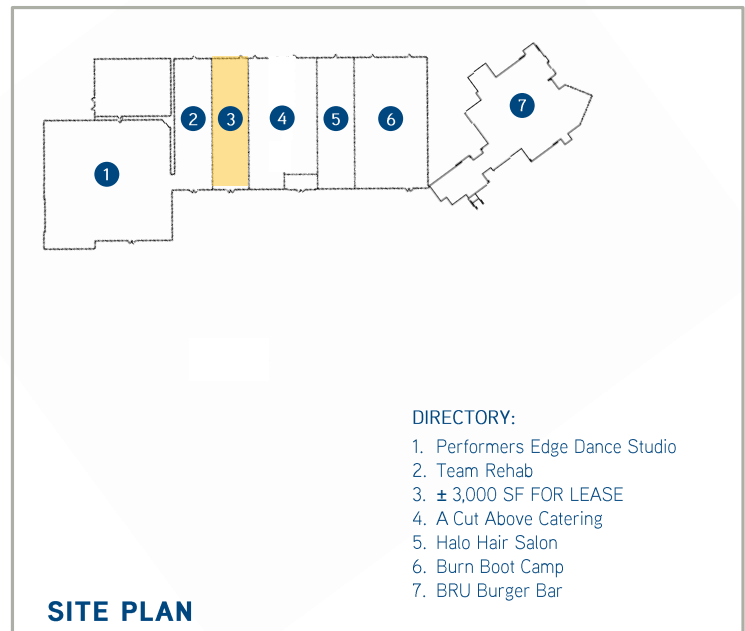 1
2
3
4
5
6
7
DIRECTORY:
1. Performers Edge Dance Studio
2. Team Rehab
3. ± 3,000 SF FOR LEASE
4. A Cut Above Catering
5. Halo Hair Salon
6. Burn Boot Camp
7. BRU Burger Bar
SITE PLAN